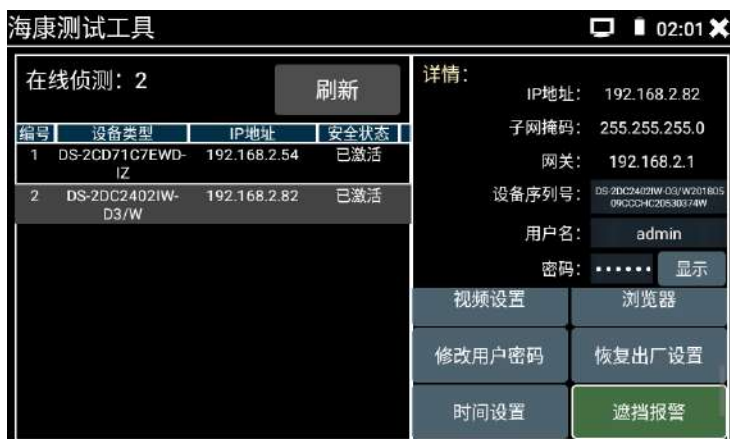 海康测试工具
02:01
在线侦测：2
刷新
编号 设备类型 IP地址 安全状态
1 DS-2CD71C7EWD-IZ 192.168.2.54 已激活
2 DS-2DC2402IW-D3/W 192.168.2.82 已激活
详情：
IP地址： 192.168.2.82
子网掩码： 255.255.255.0
网关： 192.168.2.1
设备序列号： DS-2DC2402IW-D3/W20180509CCCHC20530374W
用户名： admin
密码： •••••• 显示
视频设置 浏览器
修改用户密码 恢复出厂设置
时间设置 遮挡报警